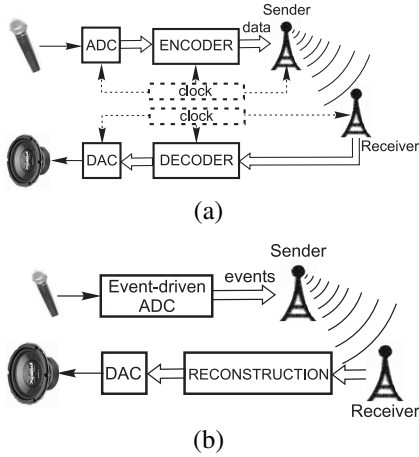 Sender
data
ADC
ENCODER
clock
clock
DAC
DECODER
Receiver
(a)
Sender
events
Event-driven
ADC
DAC
RECONSTRUCTION
Receiver
(b)